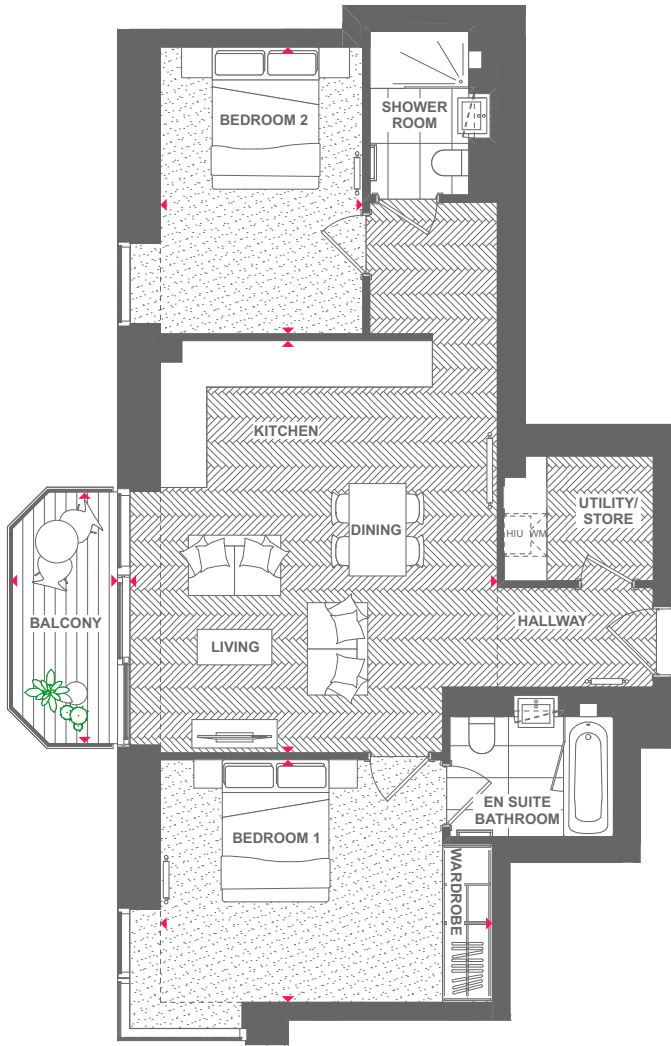 BEDROOM 2
SHOWER
ROOM
KITCHEN
DINING
UTILITY/
STORE
HIU
WM
BALCONY
LIVING
HALLWAY
EN SUITE
BATHROOM
BEDROOM 1
WARDROBE